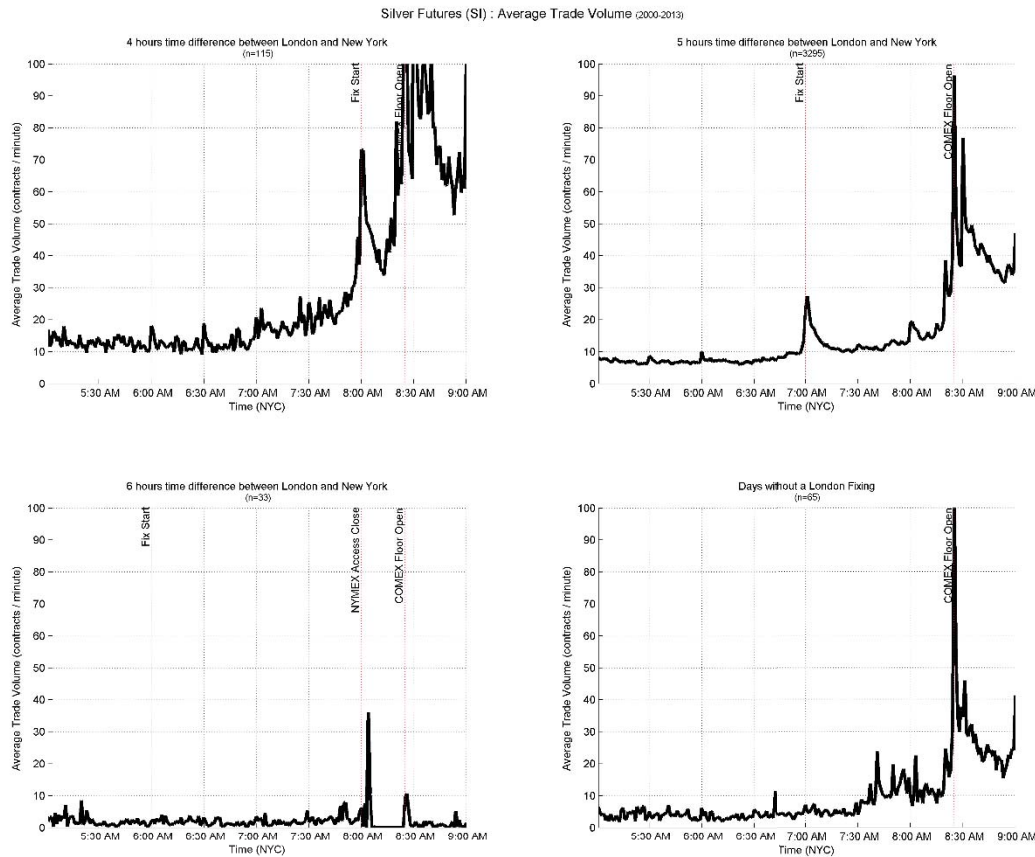 Silver Futures (SI) : Average Trade Volume (2000-2013)
4 hours time difference between London and New York
(n=115)
Average Trade Volume (contracts / minute)
100
90
80
70
60
50
40
30
20
10
0
Fix Start
COMEX Floor Open
5:30 AM 6:00 AM 6:30 AM 7:00 AM 7:30 AM 8:00 AM 8:30 AM 9:00 AM
Time (NYC)
5 hours time difference between London and New York
(n=3295)
Average Trade Volume (contracts / minute)
100
90
80
70
60
50
40
30
20
10
0
Fix Start
COMEX Floor Open
5:30 AM 6:00 AM 6:30 AM 7:00 AM 7:30 AM 8:00 AM 8:30 AM 9:00 AM
Time (NYC)
6 hours time difference between London and New York
(n=33)
Average Trade Volume (contracts / minute)
100
90
80
70
60
50
40
30
20
10
0
Fix Start
NYMEX Access Close
COMEX Floor Open
5:30 AM 6:00 AM 6:30 AM 7:00 AM 7:30 AM 8:00 AM 8:30 AM 9:00 AM
Time (NYC)
Days without a London Fixing
(n=65)
Average Trade Volume (contracts / minute)
100
90
80
70
60
50
40
30
20
10
0
COMEX Floor Open
5:30 AM 6:00 AM 6:30 AM 7:00 AM 7:30 AM 8:00 AM 8:30 AM 9:00 AM
Time (NYC)